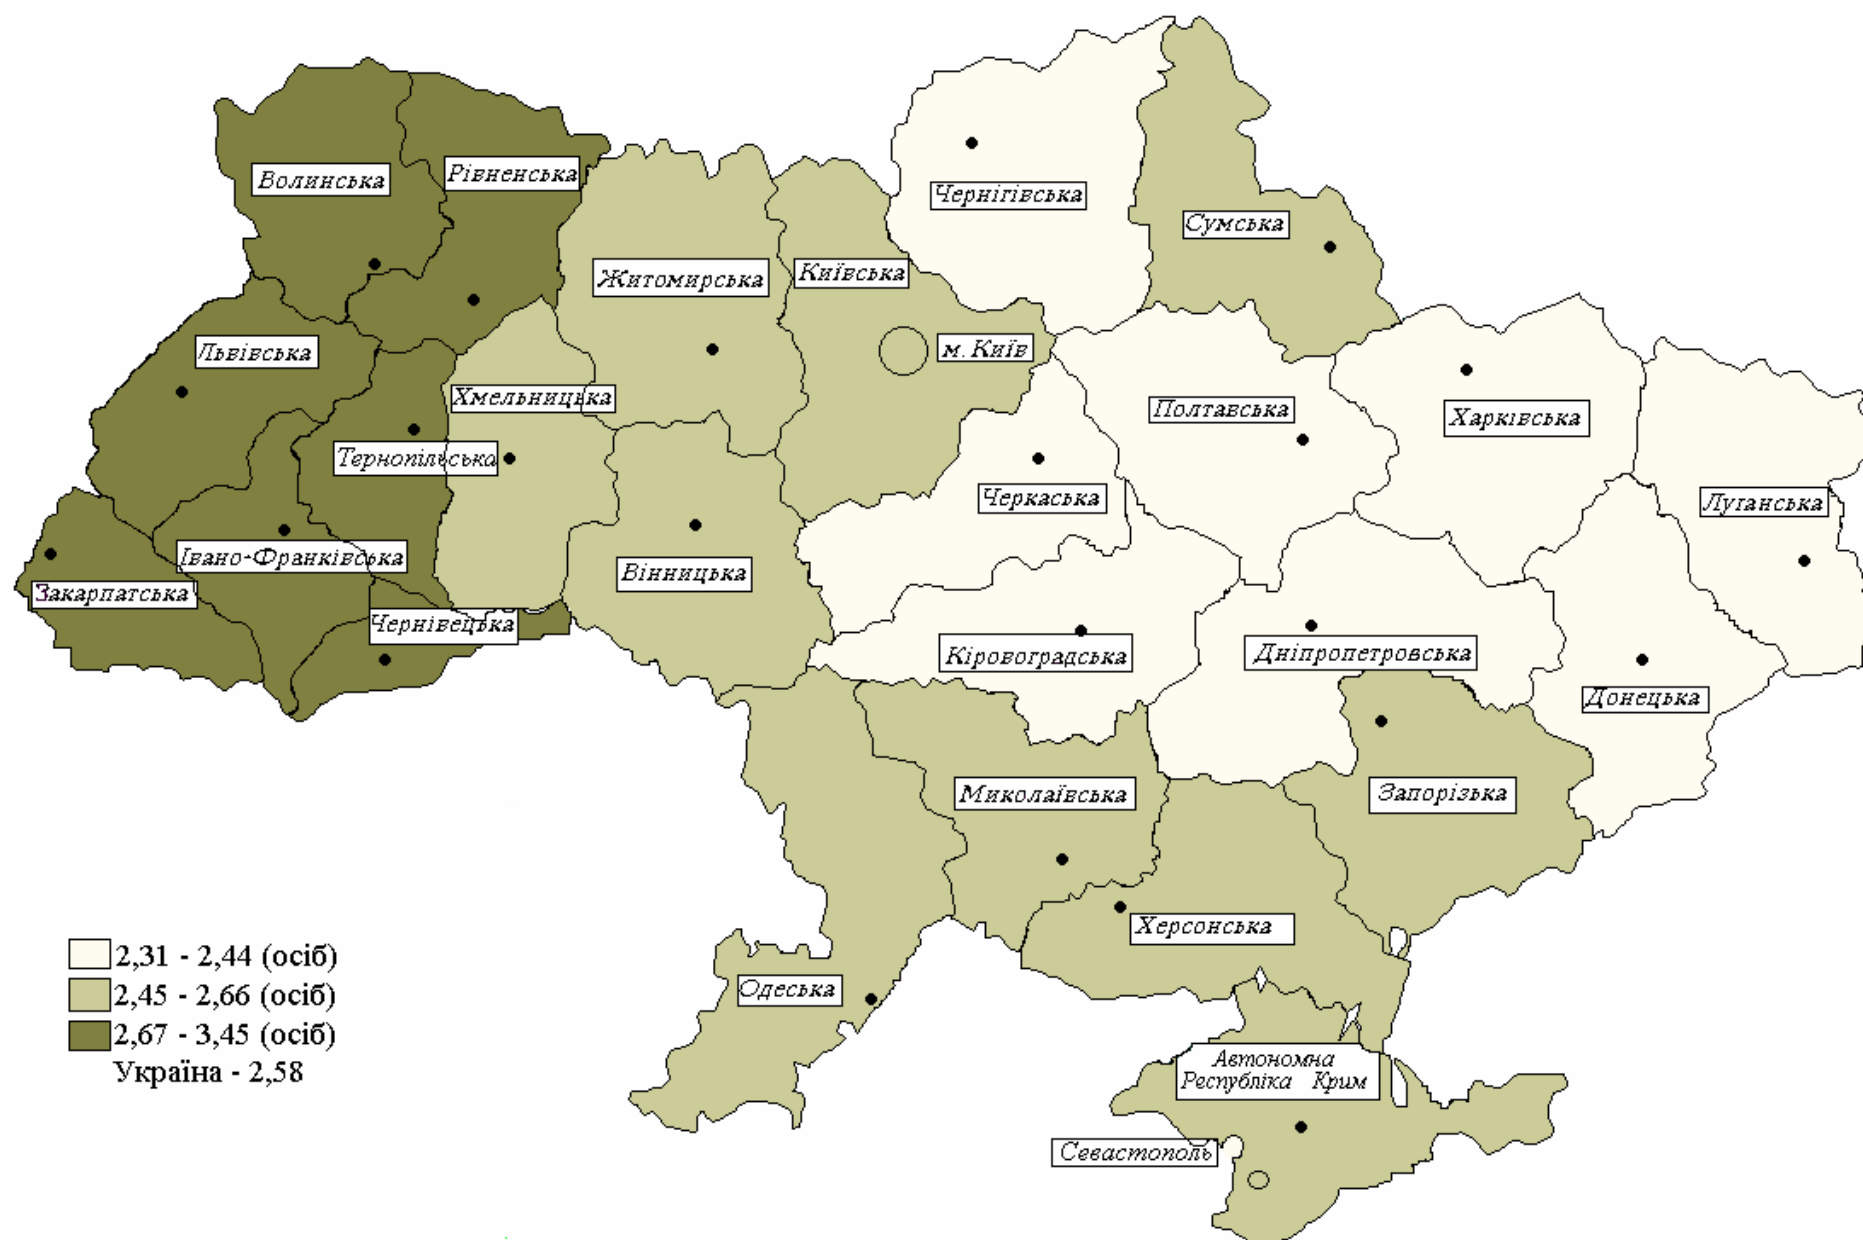 Волинська
Рівненська
Чернігівська
Сумська
Житомирська
Київська
м. Київ
Львівська
Хмельницька
Полтавська
Харківська
Тернопільська
Черкаська
Луганська
Івано-Франківська
Вінницька
Закарпатська
Чернівецька
Кіровоградська
Дніпропетровська
Донецька
Миколаївська
Запорізька
Херсонська
Одеська
2,31 - 2,44 (осіб)
2,45 - 2,66 (осіб)
2,67 - 3,45 (осіб)
Україна - 2,58
Автономна
Республіка Крим
Севастополь